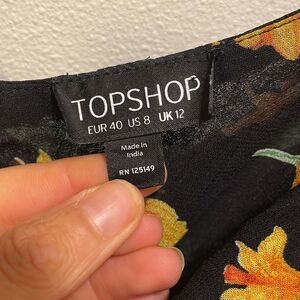 TOPSHOP
EUR 40 US 8 UK 12
Made in
India
RN 125149